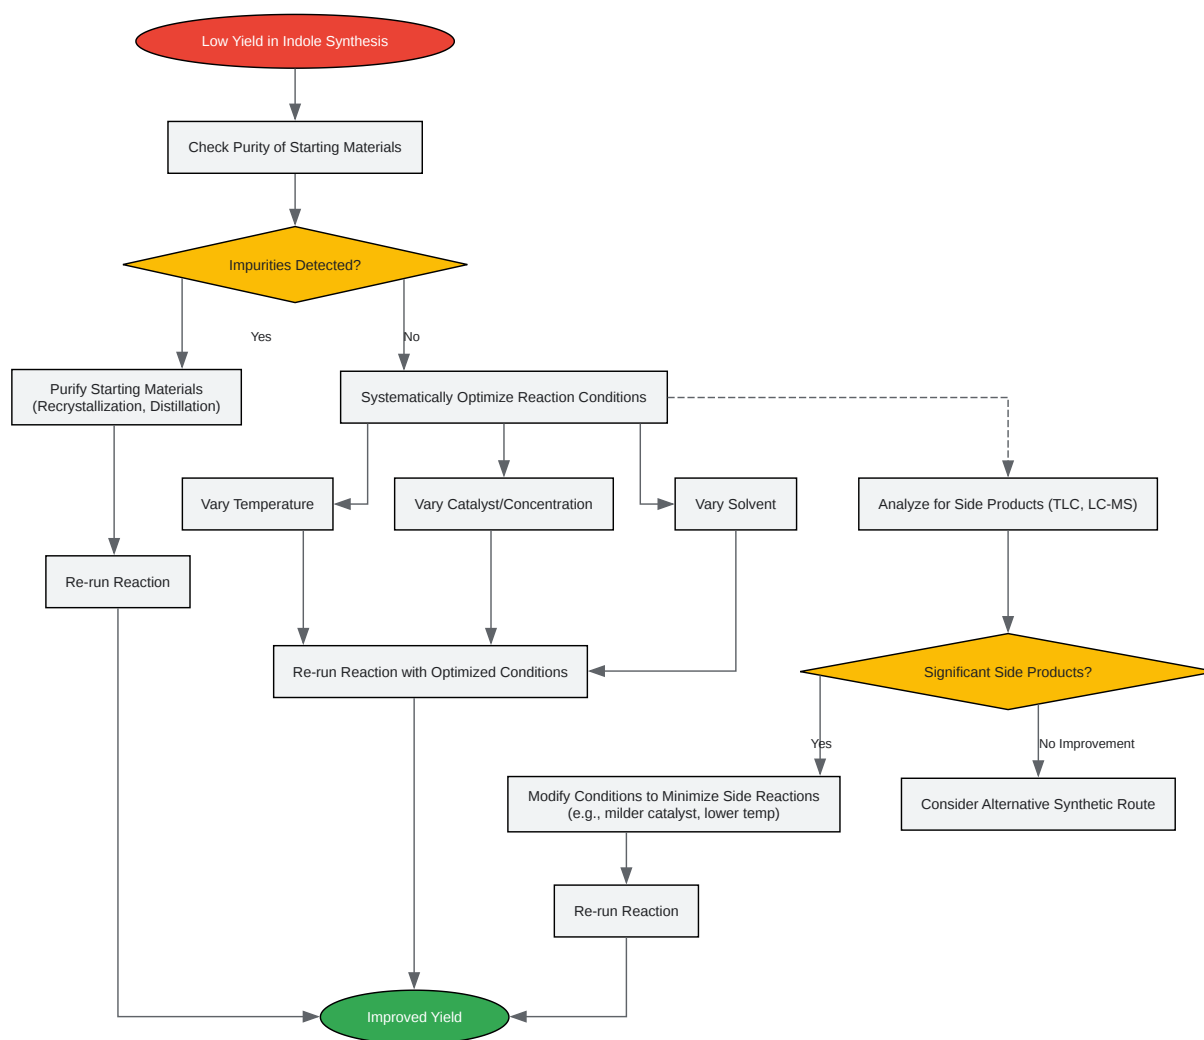 Low Yield in Indole Synthesis
Check Purity of Starting Materials
Impurities Detected?
Yes
No
Purify Starting Materials
(Recrystallization, Distillation)
Systematically Optimize Reaction Conditions
Vary Temperature
Vary Catalyst/Concentration
Vary Solvent
Analyze for Side Products (TLC, LC-MS)
Re-run Reaction
Re-run Reaction with Optimized Conditions
Significant Side Products?
Yes
No Improvement
Modify Conditions to Minimize Side Reactions
(e.g., milder catalyst, lower temp)
Consider Alternative Synthetic Route
Re-run Reaction
Improved Yield